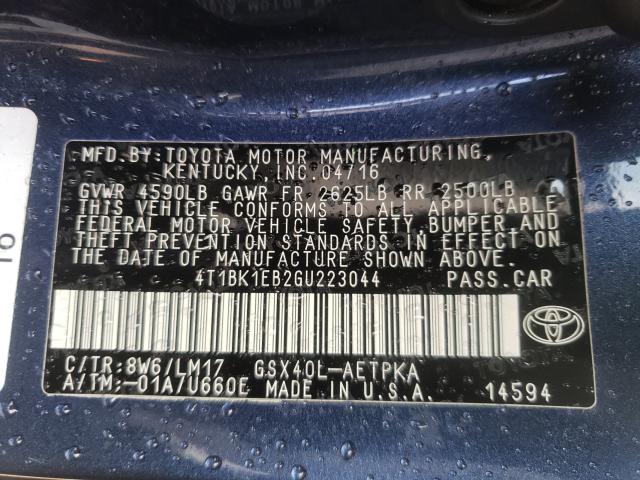 MFD.BY:TOYOTA MOTOR MANUFACTURING,
KENTUCKY, INC. 04/16
GVWR 4590LB GAWR FR 2625LB RR 2500LB
THIS VEHICLE CONFORMS TO ALL APPLICABLE
FEDERAL MOTOR VEHICLE SAFETY,BUMPER,AND
THEFT PREVENTION STANDARDS IN EFFECT ON
THE DATE OF MANUFACTURE SHOWN ABOVE.
4T1BK1EB2GU223044 PASS.CAR
TOYOTA
C/TR:8W6/LM17 GSX40L-AETPKA
A/TM:-01A/U660E MADE IN U.S.A. 14594